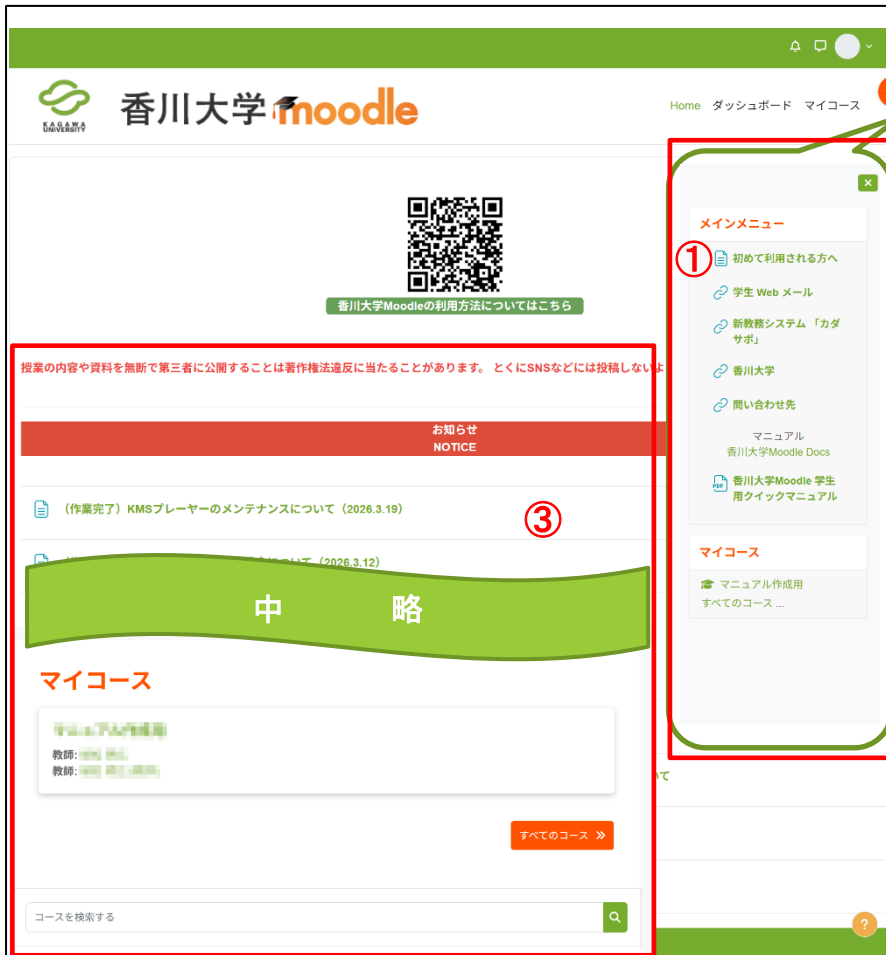 KAGAWA
UNIVERSITY
香川大学 moodle
Home ダッシュボード マイコース
香川大学Moodleの利用方法についてはこちら
授業の内容や資料を無断で第三者に公開することは著作権法違反に当たることがあります。 とくにSNSなどには投稿しないよ
お知らせ
NOTICE
(作業完了) KMSプレーヤーのメンテナンスについて(2026.3.19)
③
について(2026.3.12)
中 略
マイコース
教師:
教師:
すべてのコース »
コースを検索する
×
メインメニュー
①
初めて利用される方へ
学生 Web メール
新教務システム 「カダ
サポ」
香川大学
問い合わせ先
マニュアル
香川大学Moodle Docs
PDF
香川大学Moodle 学生
用クイックマニュアル
マイコース
マニュアル作成用
すべてのコース ...
いて
?